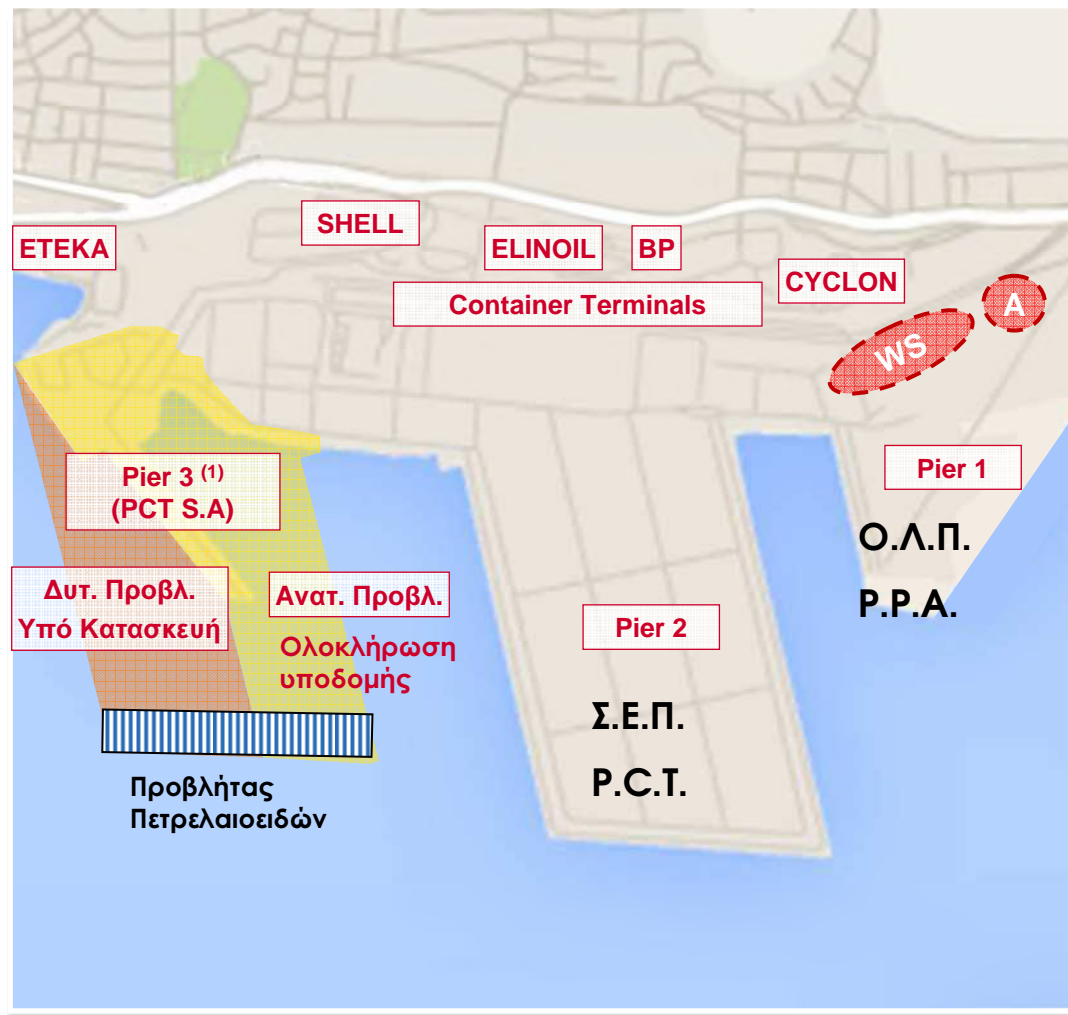 SHELL
ETEKA
ELINOIL
BP
CYCLON
Container Terminals
A
WS
Pier 3 (1)
(PCT S.A)
Pier 1
Ο.Λ.Π.
P.P.A.
Δυτ. Προβλ.
Υπό Κατασκευή
Ανατ. Προβλ.
Ολοκλήρωση
υποδομής
Pier 2
Σ.Ε.Π.
P.C.T.
Προβλήτας
Πετρελαιοειδών